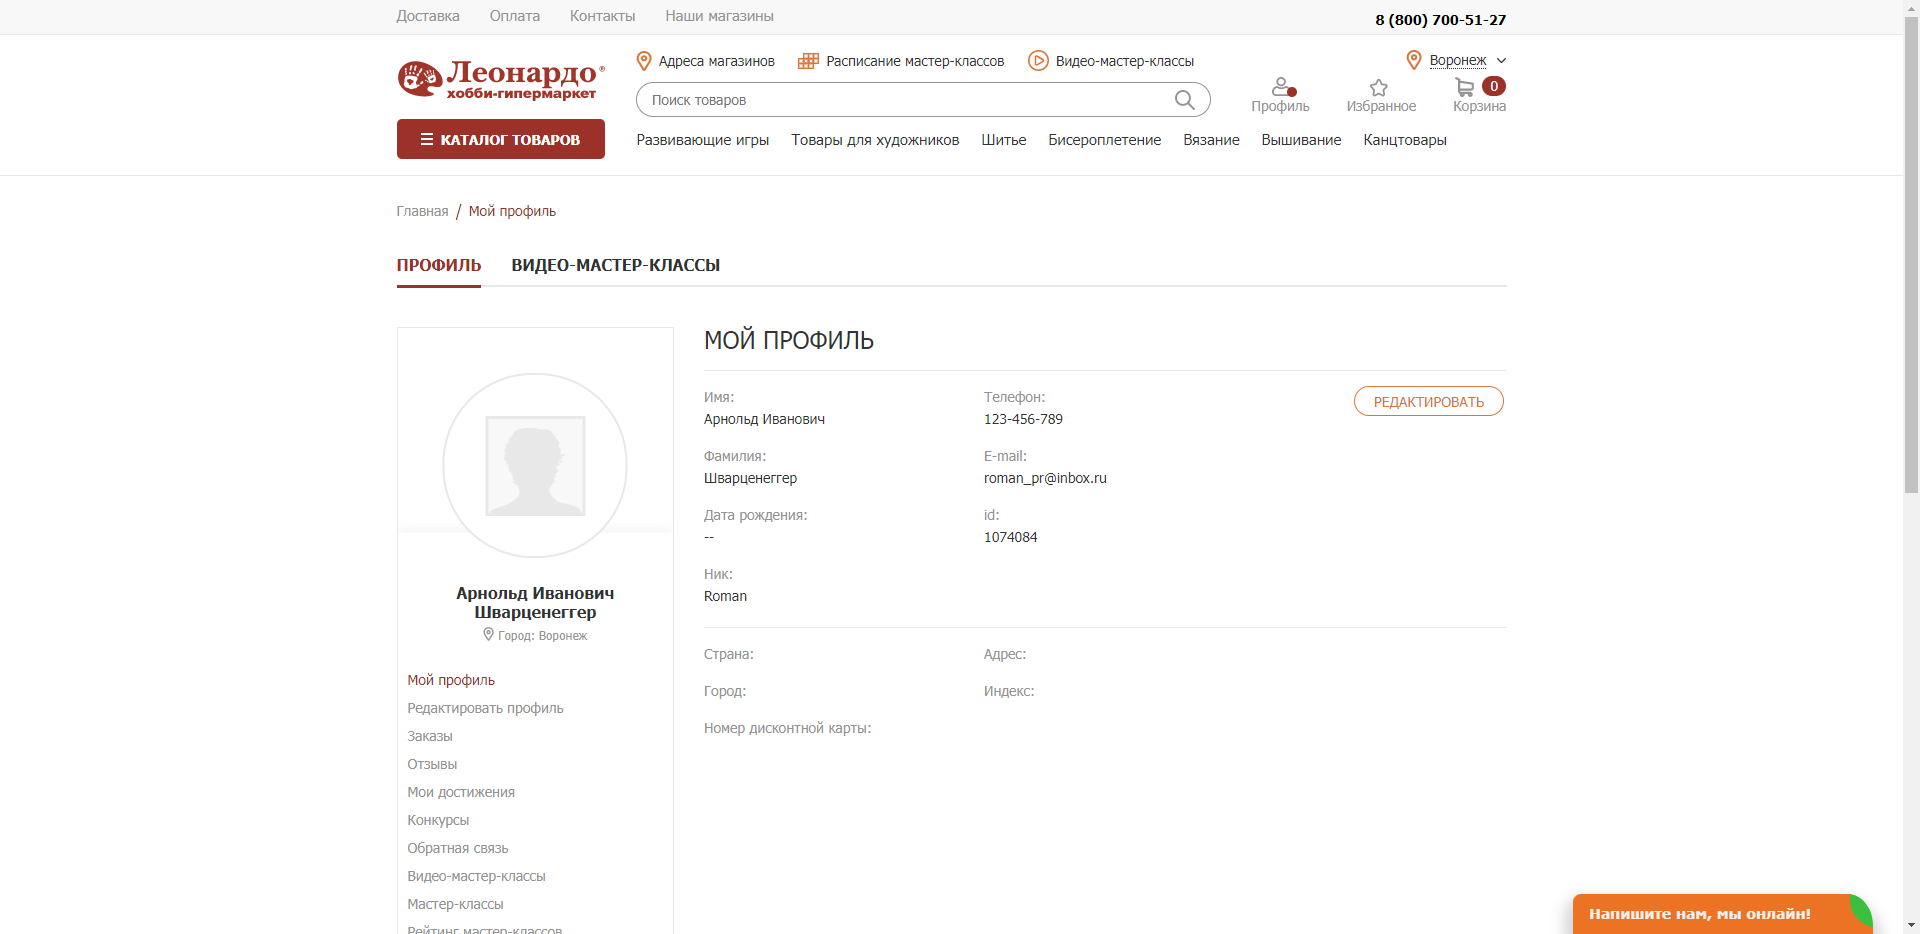 Доставка Оплата Контакты Наши магазины
8 (800) 700-51-27
Леонардо®
хобби-гипермаркет
Адреса магазинов Расписание мастер-классов Видео-мастер-классы
Воронеж
Поиск товаров
Профиль Избранное 0 Корзина
КАТАЛОГ ТОВАРОВ
Развивающие игры Товары для художников Шитье Бисероплетение Вязание Вышивание Канцтовары
Главная / Мой профиль
ПРОФИЛЬ ВИДЕО-МАСТЕР-КЛАССЫ
Арнольд Иванович
Шварценеггер
Город: Воронеж
Мой профиль
Редактировать профиль
Заказы
Отзывы
Мои достижения
Конкурсы
Обратная связь
Видео-мастер-классы
Мастер-классы
Рейтинг мастер-классов
МОЙ ПРОФИЛЬ
Имя: Телефон:
Арнольд Иванович 123-456-789
РЕДАКТИРОВАТЬ
Фамилия: E-mail:
Шварценеггер roman_pr@inbox.ru
Дата рождения: id:
-- 1074084
Ник:
Roman
Страна: Адрес:
Город: Индекс:
Номер дисконтной карты:
Напишите нам, мы онлайн!